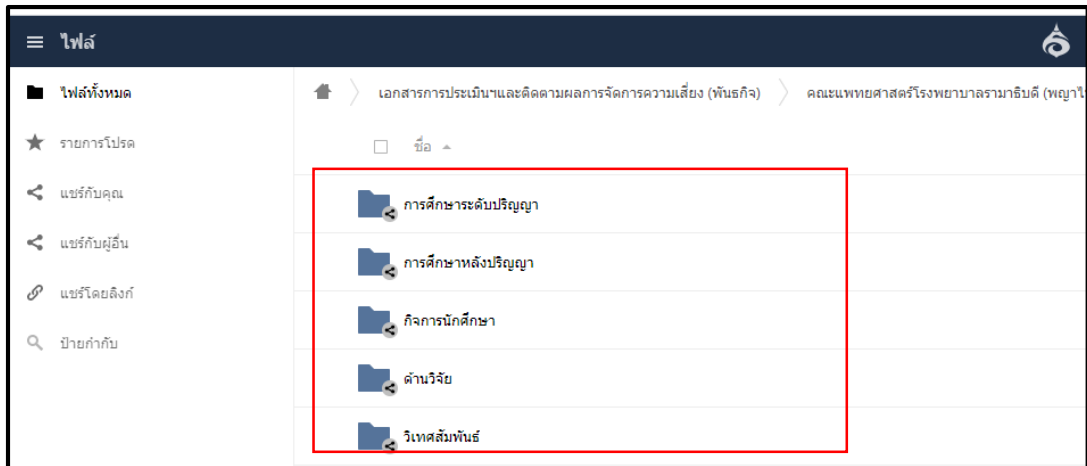 ไฟล์
ไฟล์ทั้งหมด
เอกสารการประเมินฯและติดตามผลการจัดการความเสี่ยง (พันธกิจ)
คณะแพทยศาสตร์โรงพยาบาลรามาธิบดี (พญาไ
รายการโปรด
ชื่อ
แชร์กับคุณ
การศึกษาระดับปริญญา
แชร์กับผู้อื่น
การศึกษาหลังปริญญา
แชร์โดยลิงก์
กิจการนักศึกษา
ป้ายกำกับ
ด้านวิจัย
วิเทศสัมพันธ์